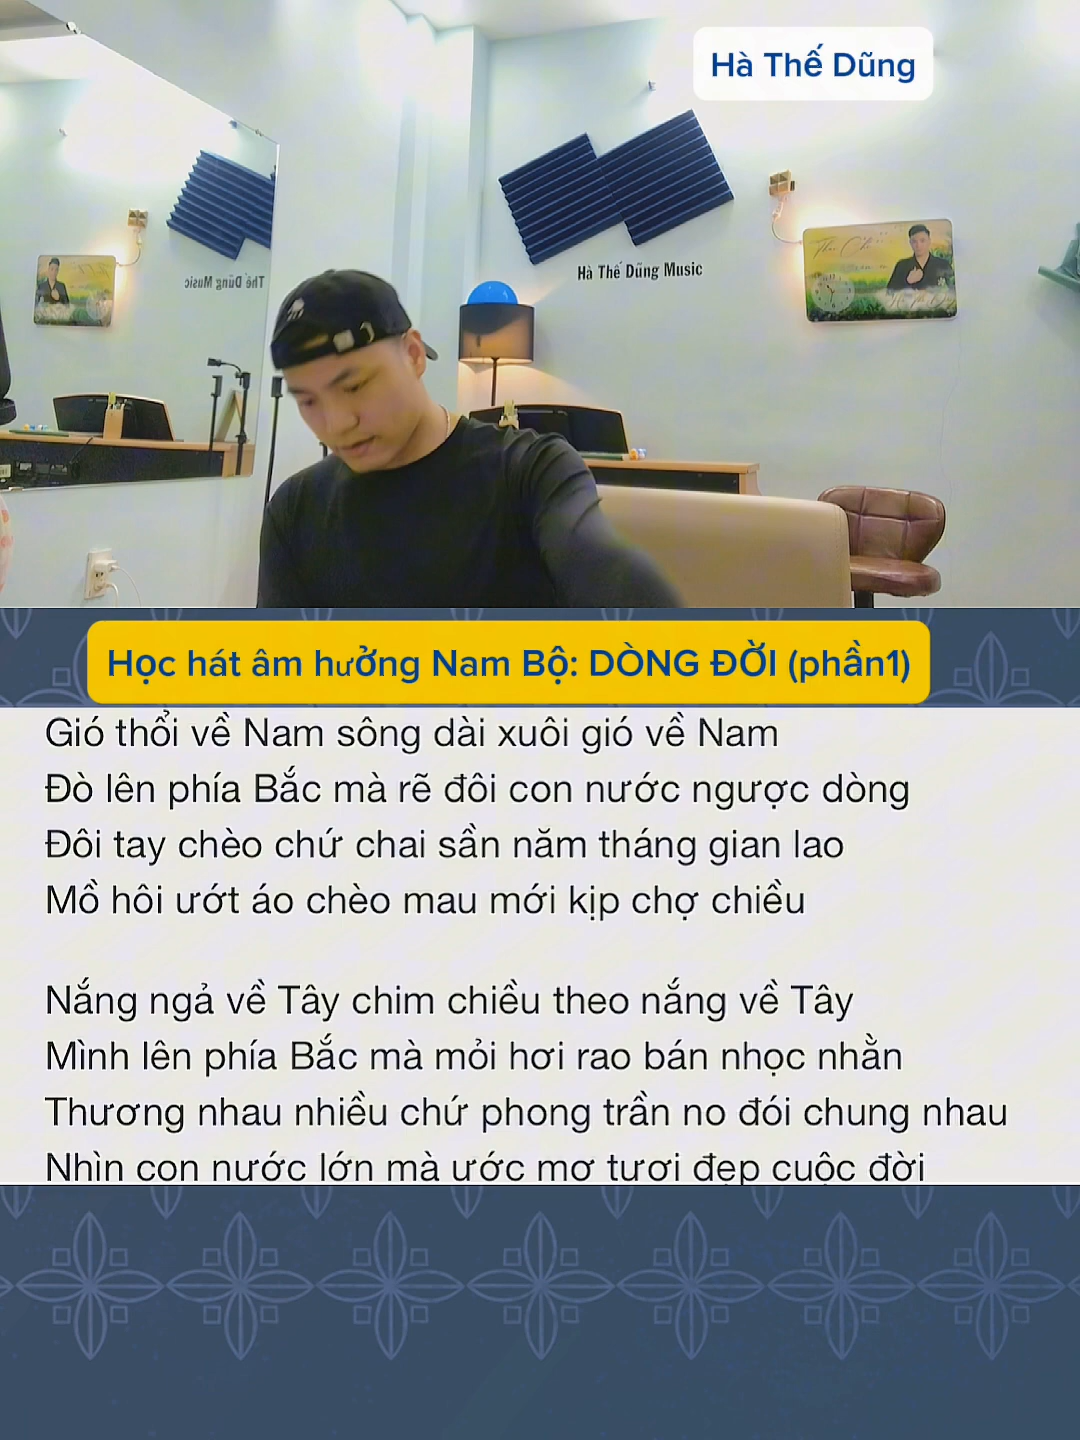 Hà Thế Dũng
Hà Thế Dũng Music
Thế Dũng Music
Học hát âm hưởng Nam Bộ: DÒNG ĐỜI (phần1)
Gió thổi về Nam sông dài xuôi gió về Nam
Đò lên phía Bắc mà rẽ đôi con nước ngược dòng
Đôi tay chèo chứ chai sần năm tháng gian lao
Mồ hôi ướt áo chèo mau mới kịp chợ chiều
Nắng ngả về Tây chim chiều theo nắng về Tây
Mình lên phía Bắc mà mỏi hơi rao bán nhọc nhằn
Thương nhau nhiều chứ phong trần no đói chung nhau
Nhìn con nước lớn mà ước mơ tươi đẹp cuộc đời